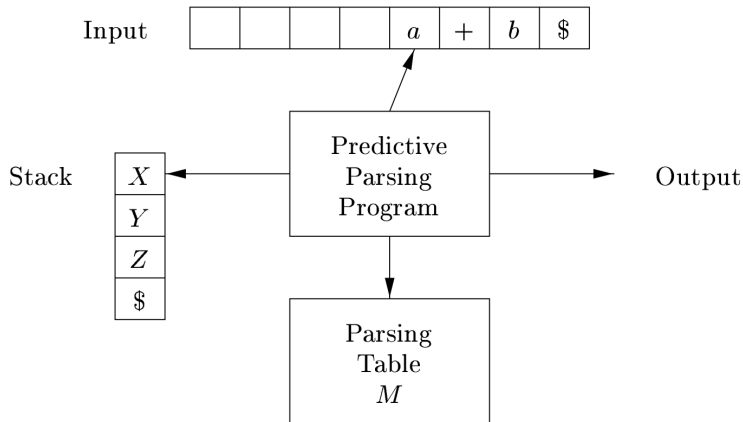 Input a + b $
Predictive
Parsing
Program
Stack
X
Y
Z
$
Output
Parsing
Table
M